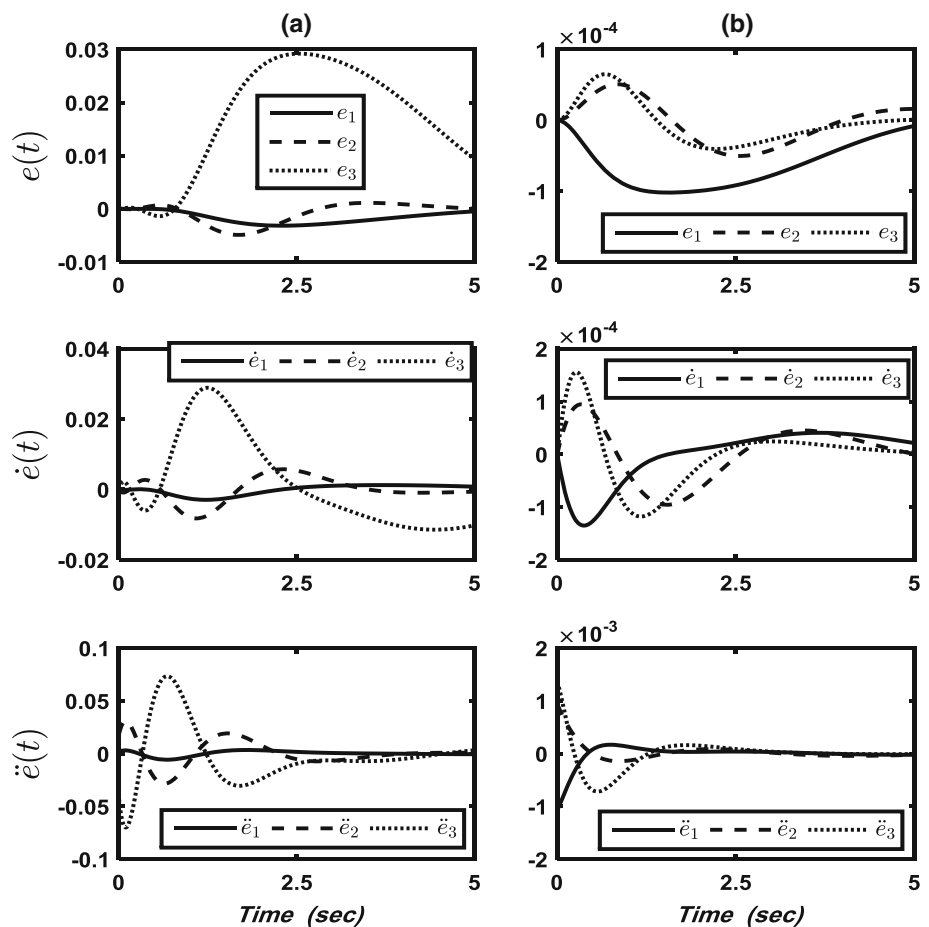 (a)
0.03
0.02
0.01
0
-0.01
e(t)
e₁
e₂
e₃
0 2.5 5
(b)
×10⁻⁴
1
0
-1
-2
e₁ e₂ e₃
0 2.5 5
0.04
0.02
0
-0.02
ė(t)
ė₁ ė₂ ė₃
0 2.5 5
×10⁻⁴
2
1
0
-1
-2
ė₁ ė₂ ė₃
0 2.5 5
0.1
0.05
0
-0.05
-0.1
ë(t)
ë₁ ë₂ ë₃
0 2.5 5
Time (sec)
×10⁻³
2
1
0
-1
-2
ë₁ ë₂ ë₃
0 2.5 5
Time (sec)